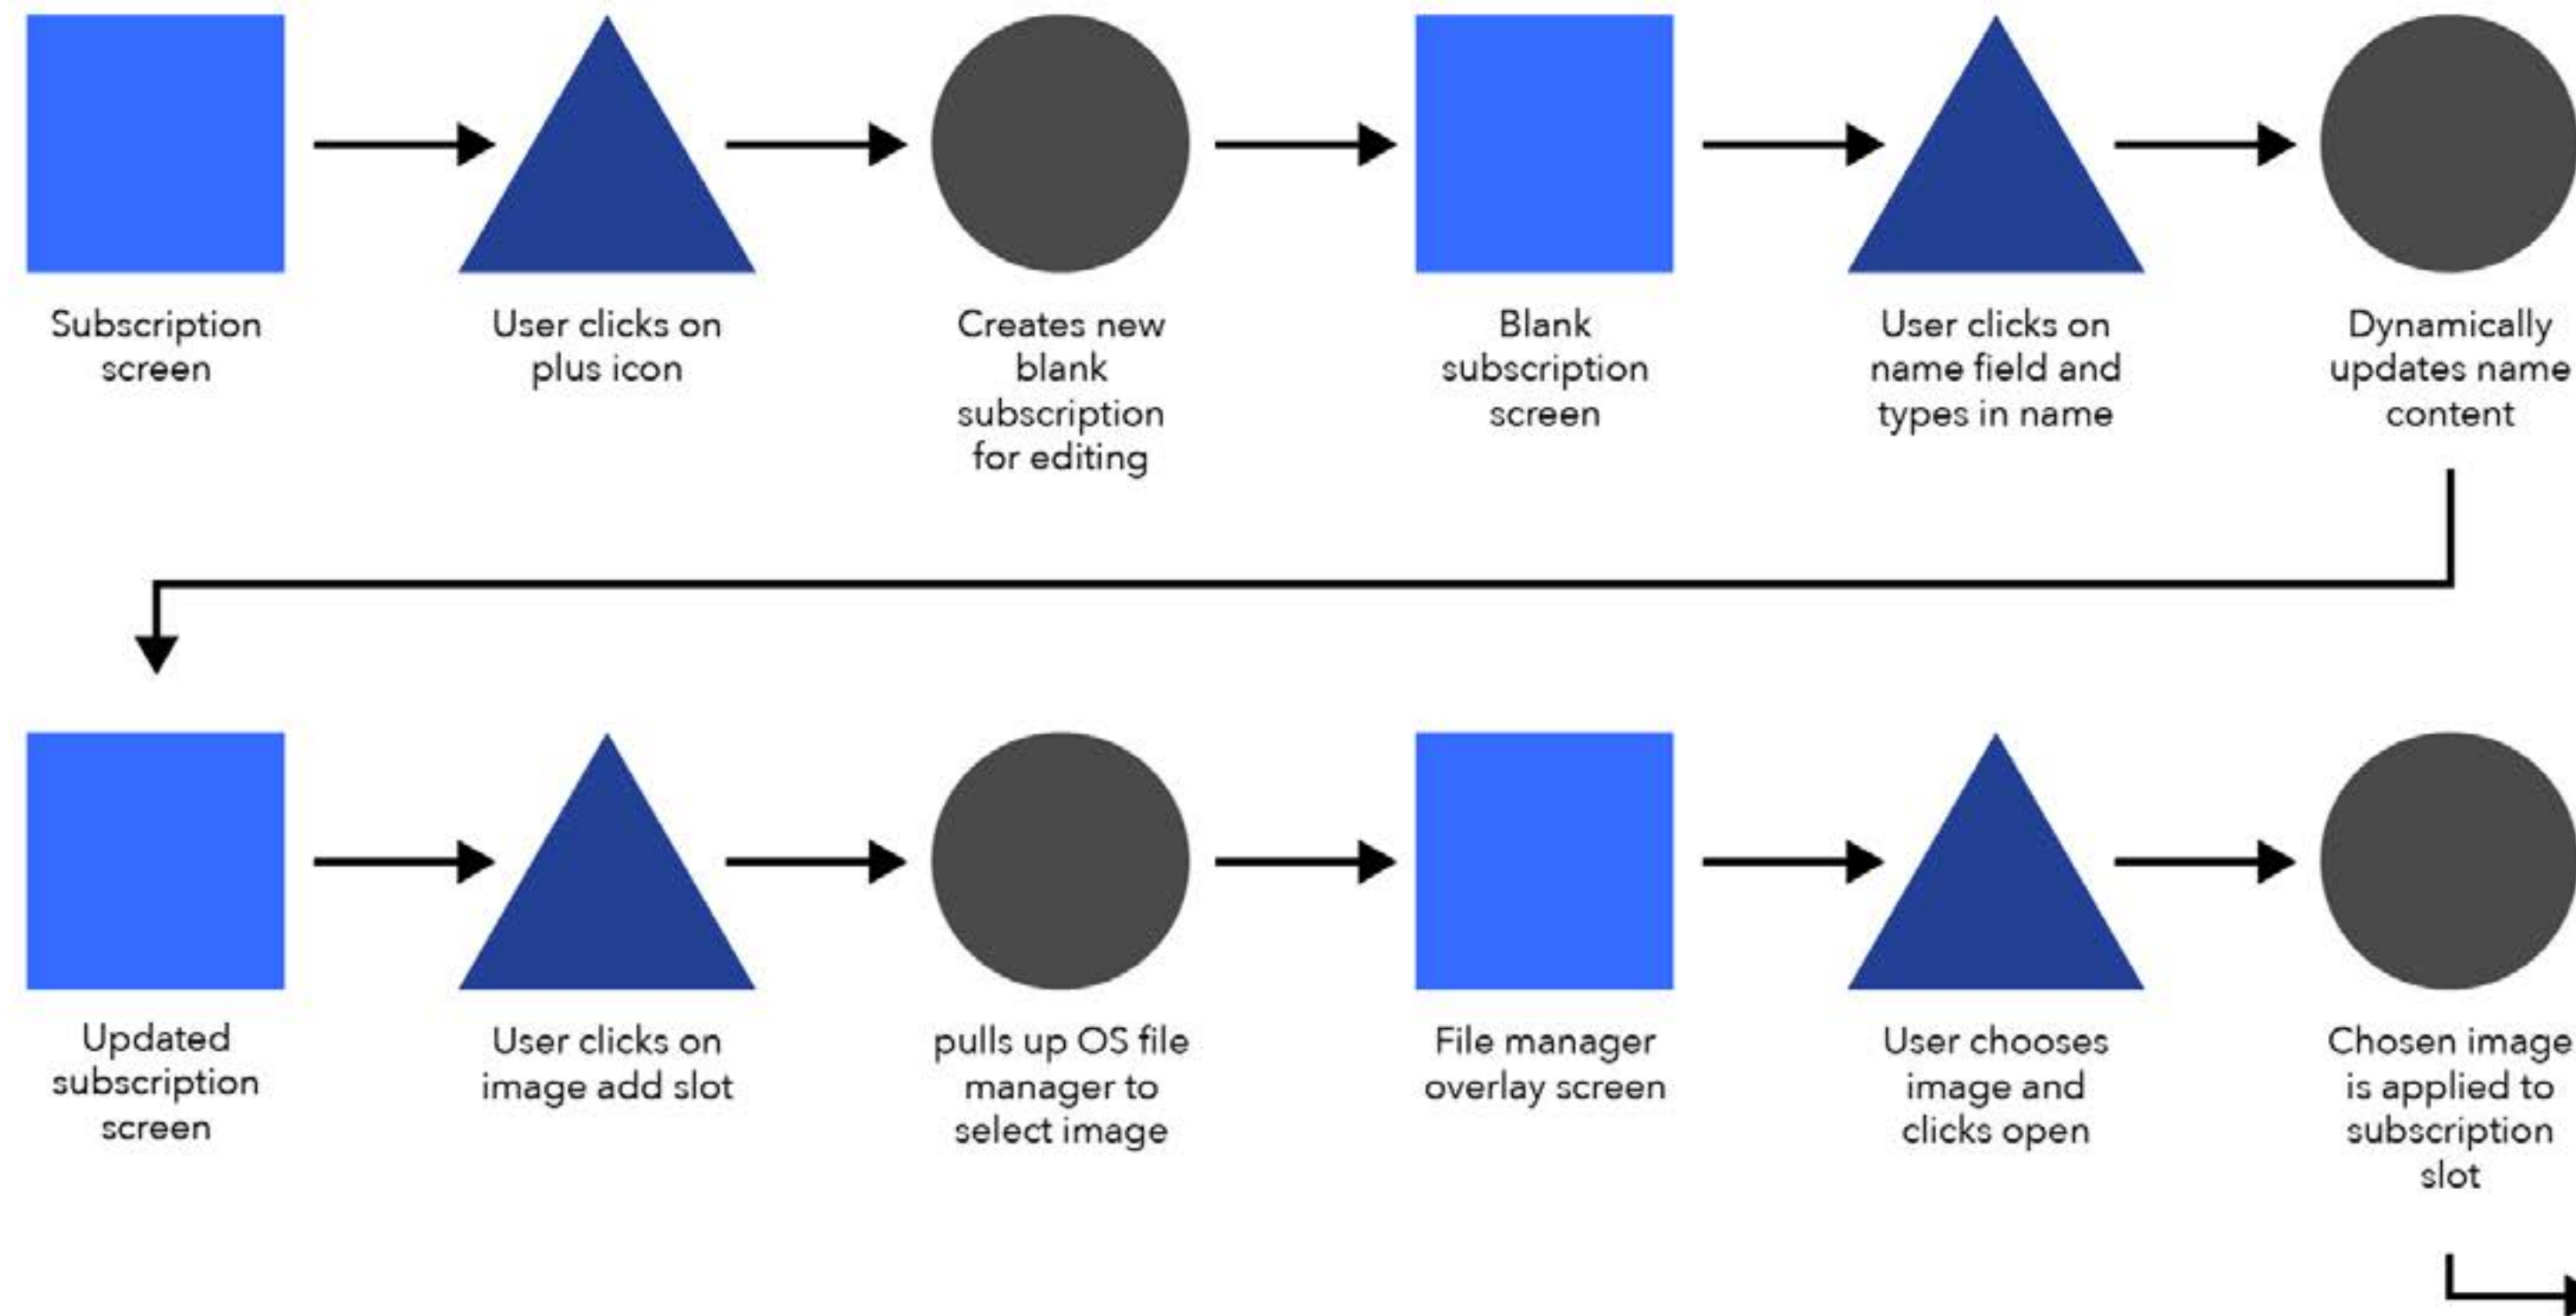 Subscription
screen
User clicks on
plus icon
Creates new
blank
subscription
for editing
Blank
subscription
screen
User clicks on
name field and
types in name
Dynamically
updates name
content
Updated
subscription
screen
User clicks on
image add slot
pulls up OS file
manager to
select image
File manager
overlay screen
User chooses
image and
clicks open
Chosen image
is applied to
subscription
slot